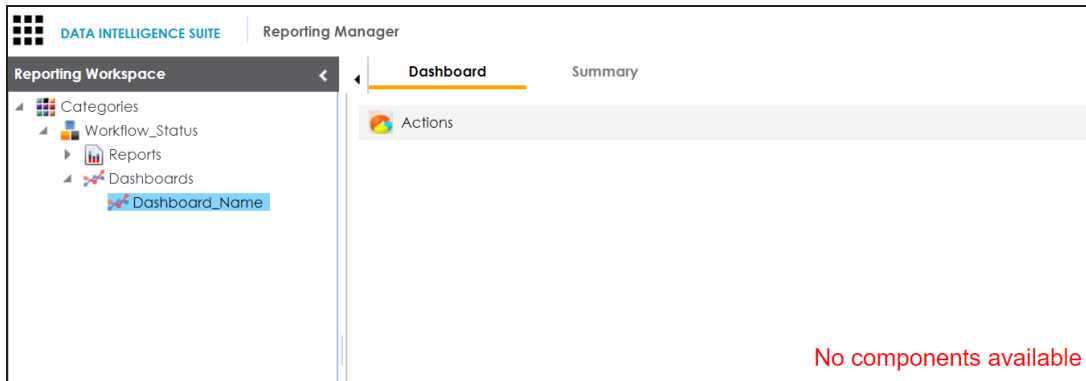 DATA INTELLIGENCE SUITE
Reporting Manager
Reporting Workspace
Dashboard
Summary
Categories
Actions
Workflow_Status
Reports
Dashboards
Dashboard_Name
No components available